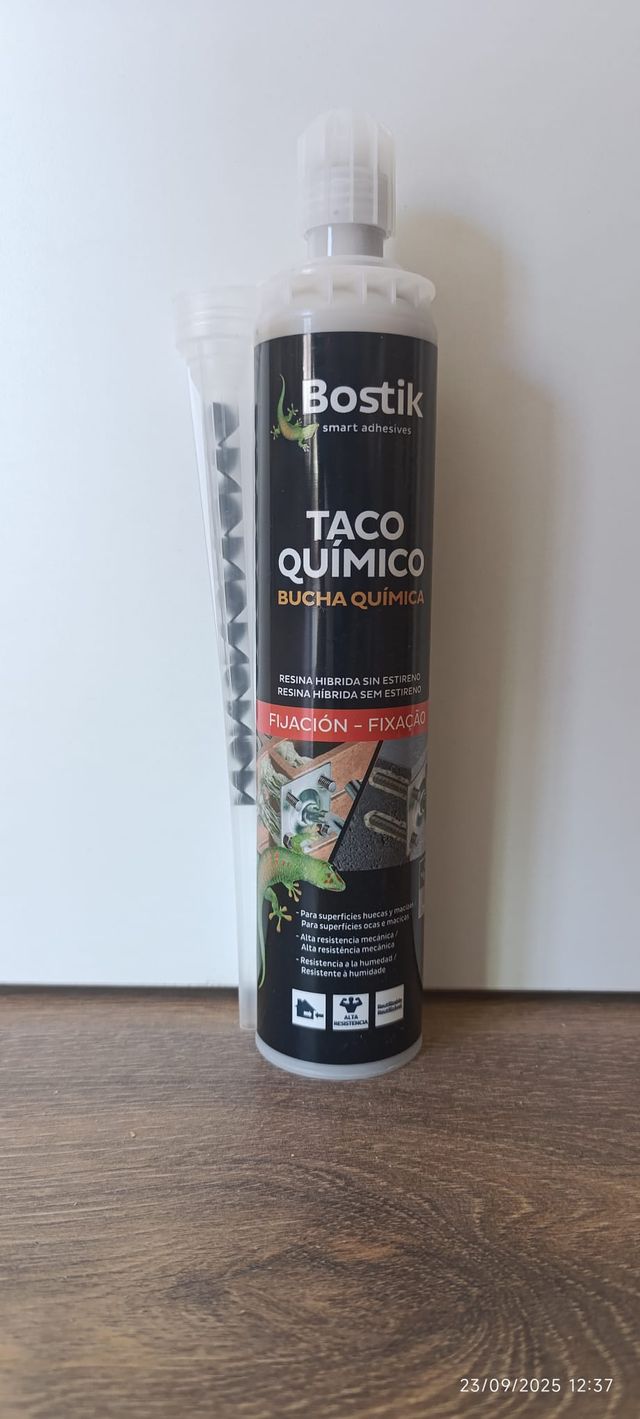 Bostik
smart adhesives
TACO
QUÍMICO
BUCHA QUÍMICA
RESINA HIBRIDA SIN ESTIRENO
RESINA HÍBRIDA SEM ESTIRENO
FIJACIÓN - FIXAÇÃO
- Para superficies huecas y macizas
Para superfícies ocas e maciças
- Alta resistencia mecánica /
Alta resistência mecânica
- Resistencia a la humedad /
Resistente à humidade
ALTA
RESISTENCIA
Reutilizable
Reutilizável
23/09/2025 12:37